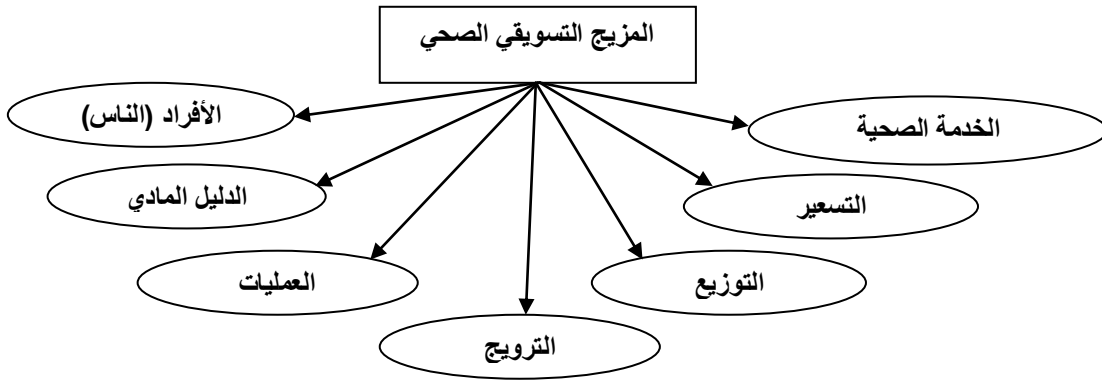 المزيج التسويقي الصحي
الخدمة الصحية
الأفراد (الناس)
التسعير
الدليل المادي
التوزيع
العمليات
الترويج